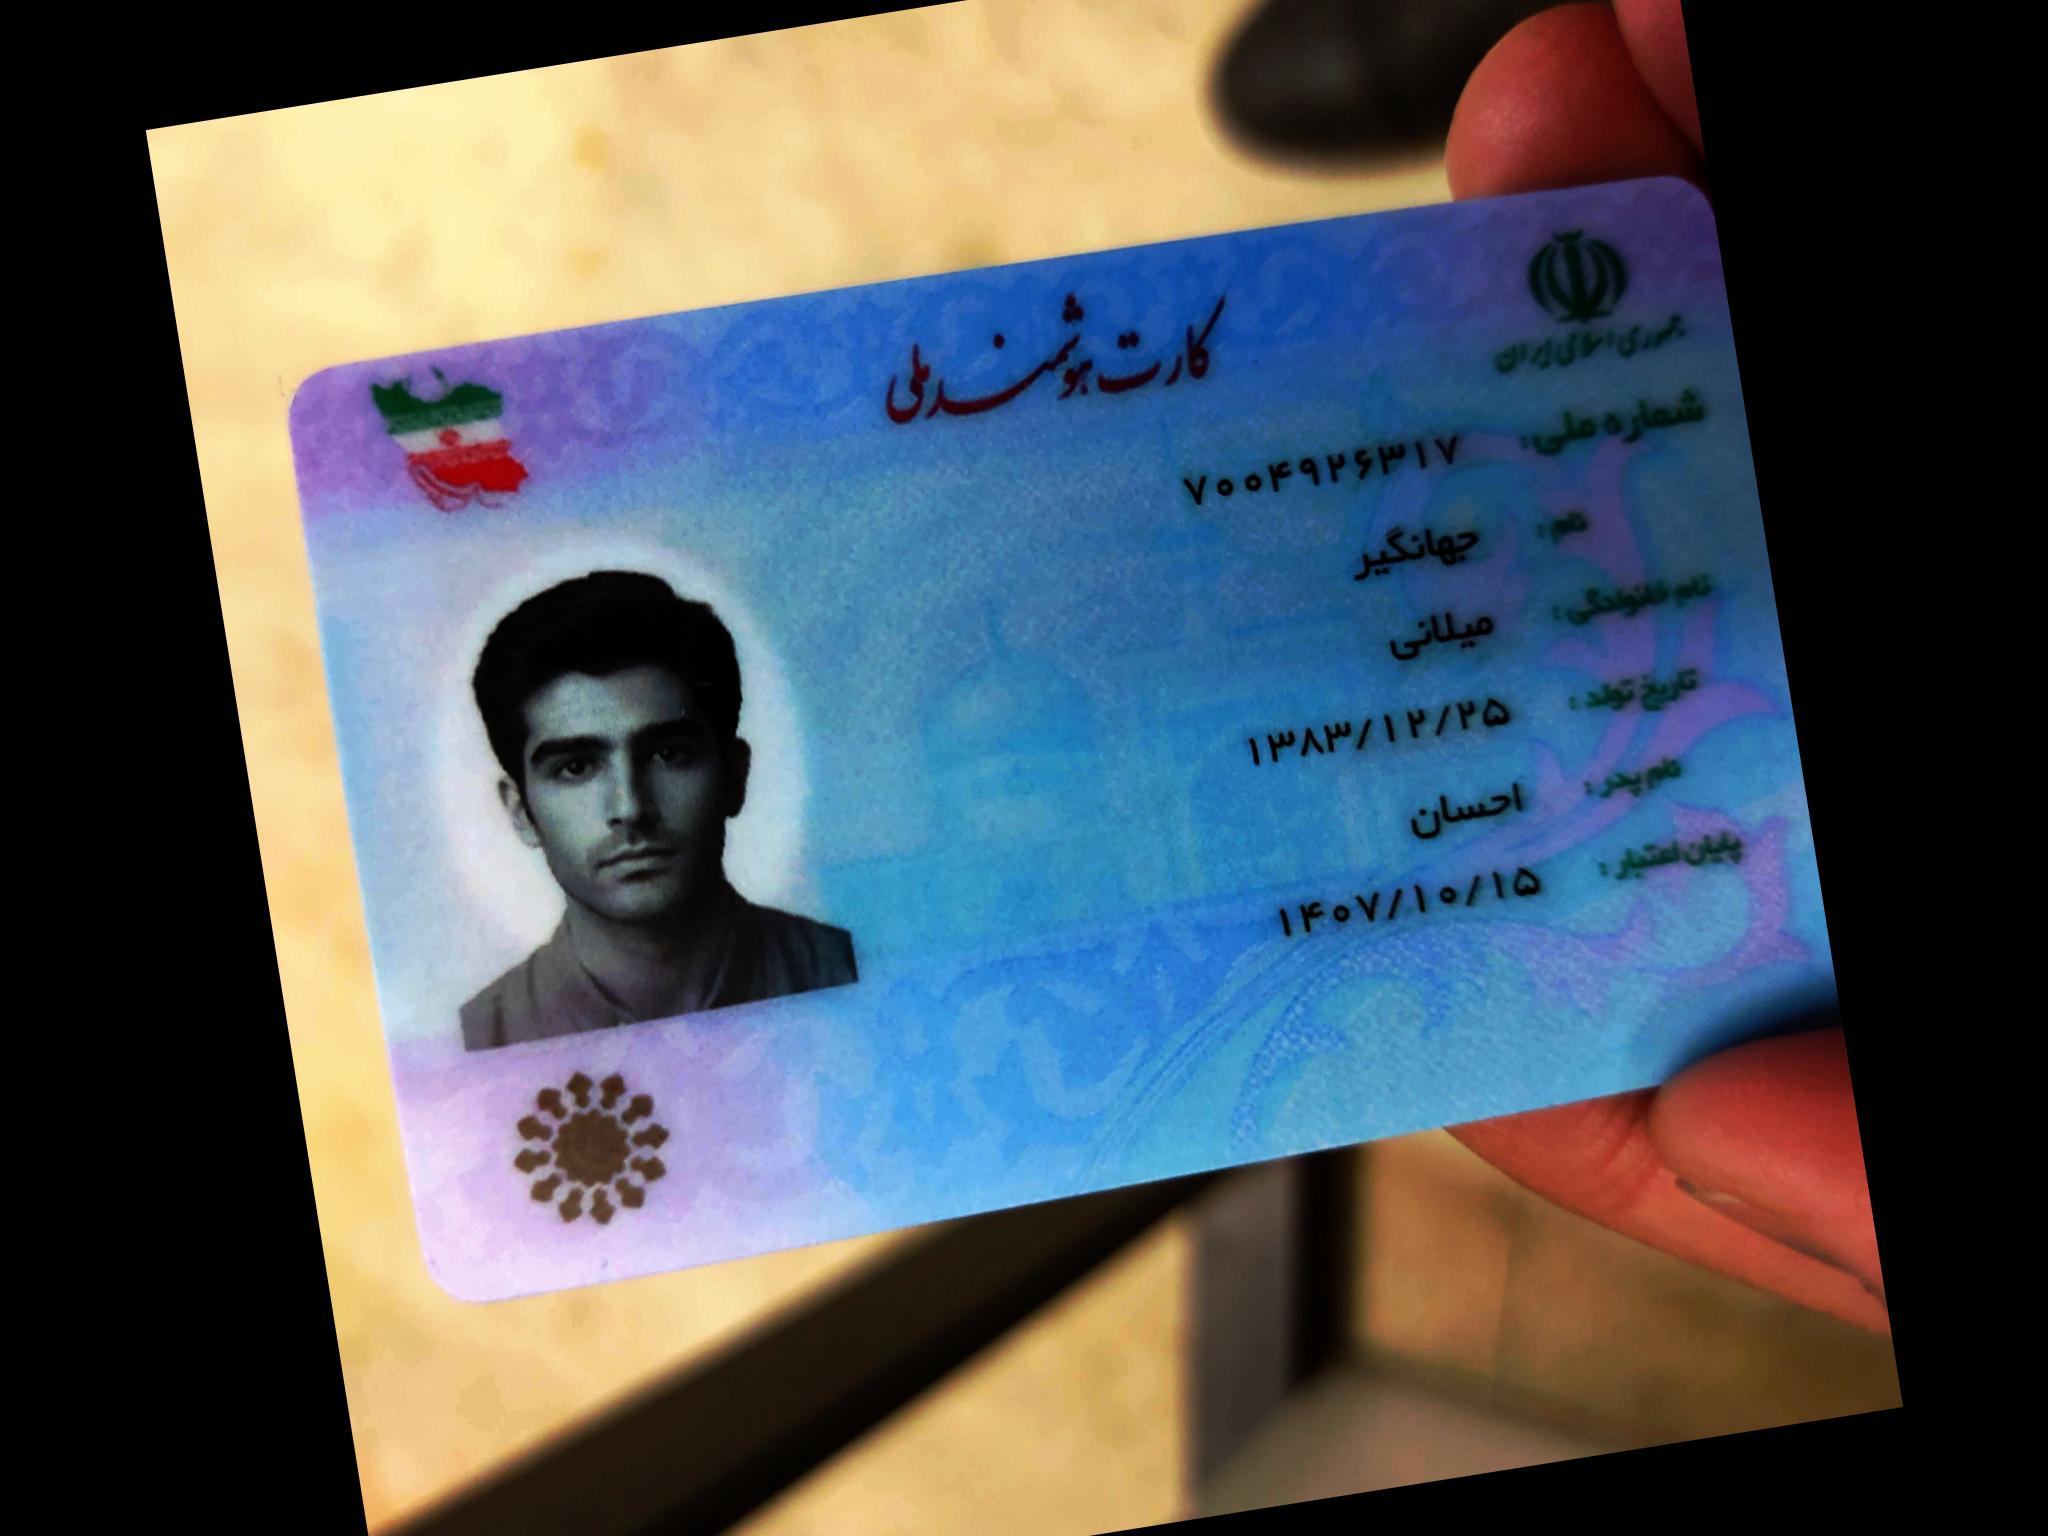 جمهوری اسلامی ایران
کارت هوشمند ملی
شماره ملی: ۷۰۰۴۹۲۶۳۱۷
نام: جهانگیر
نام خانوادگی: میلانی
تاریخ تولد: ۱۳۸۳/۱۲/۲۵
نام پدر: احسان
پایان اعتبار: ۱۴۰۷/۱۰/۱۵